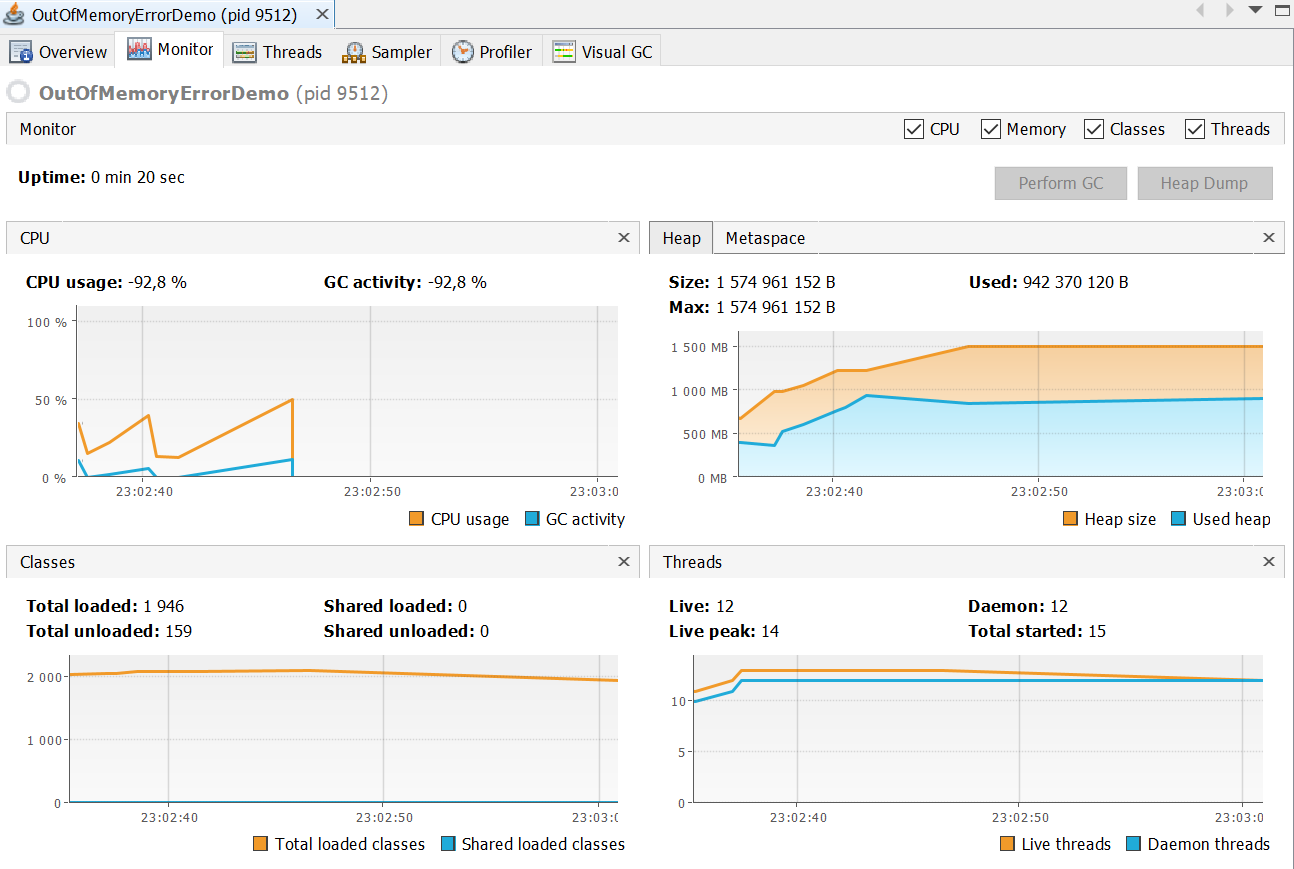 OutOfMemoryErrorDemo (pid 9512)
Overview Monitor Threads Sampler Profiler Visual GC
OutOfMemoryErrorDemo (pid 9512)
Monitor CPU Memory Classes Threads
Uptime: 0 min 20 sec
Perform GC Heap Dump
CPU
CPU usage: -92,8 % GC activity: -92,8 %
100 %
50 %
0 %
23:02:40 23:02:50 23:03:0
CPU usage GC activity
Heap Metaspace
Size: 1 574 961 152 B Used: 942 370 120 B
Max: 1 574 961 152 B
1 500 MB
1 000 MB
500 MB
0 MB
23:02:40 23:02:50 23:03:0
Heap size Used heap
Classes
Total loaded: 1 946 Shared loaded: 0
Total unloaded: 159 Shared unloaded: 0
2 000
1 000
0
23:02:40 23:02:50 23:03:0
Total loaded classes Shared loaded classes
Threads
Live: 12 Daemon: 12
Live peak: 14 Total started: 15
10
5
0
23:02:40 23:02:50 23:03:0
Live threads Daemon threads